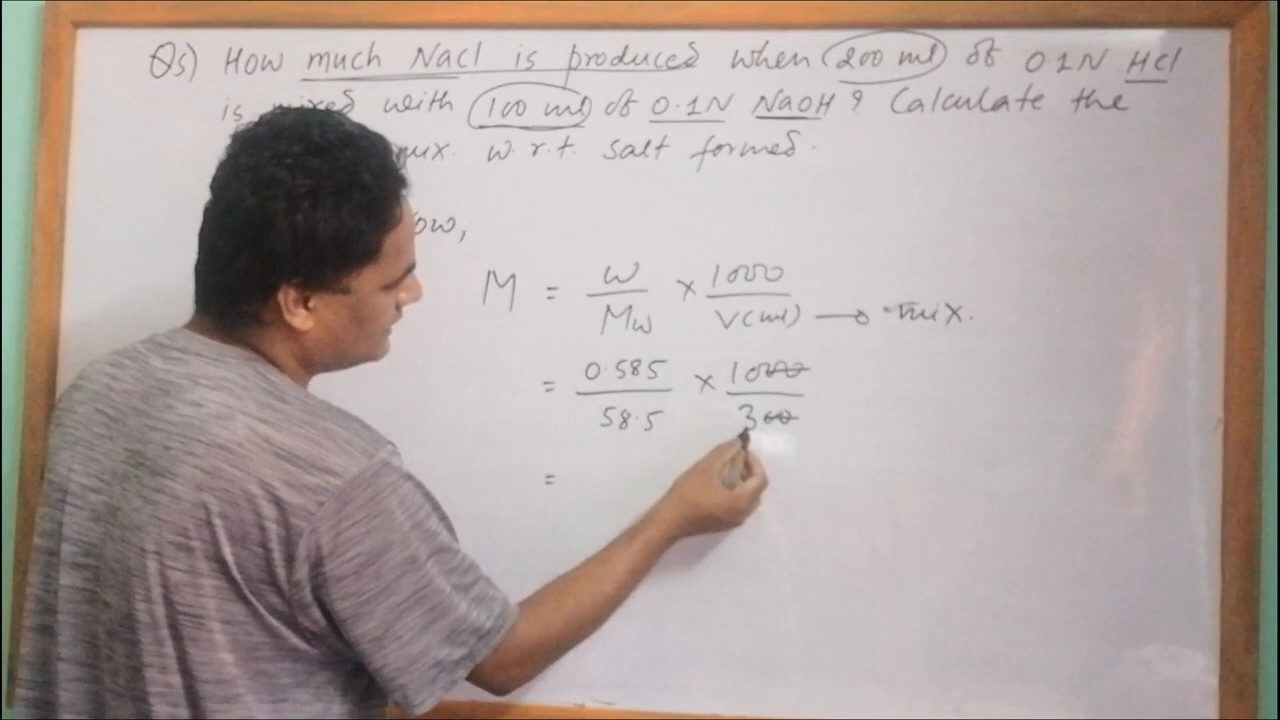 Qs) How much NaCl is produced when 200 ml of 0.1N HCl
is mixed with 100 ml of 0.1N NaOH? Calculate the
mix. w.r.t. salt formed.
ow,
M = W/Mw × 1000/V(ml) → mix.
= 0.585/58.5 × 1000/300
=